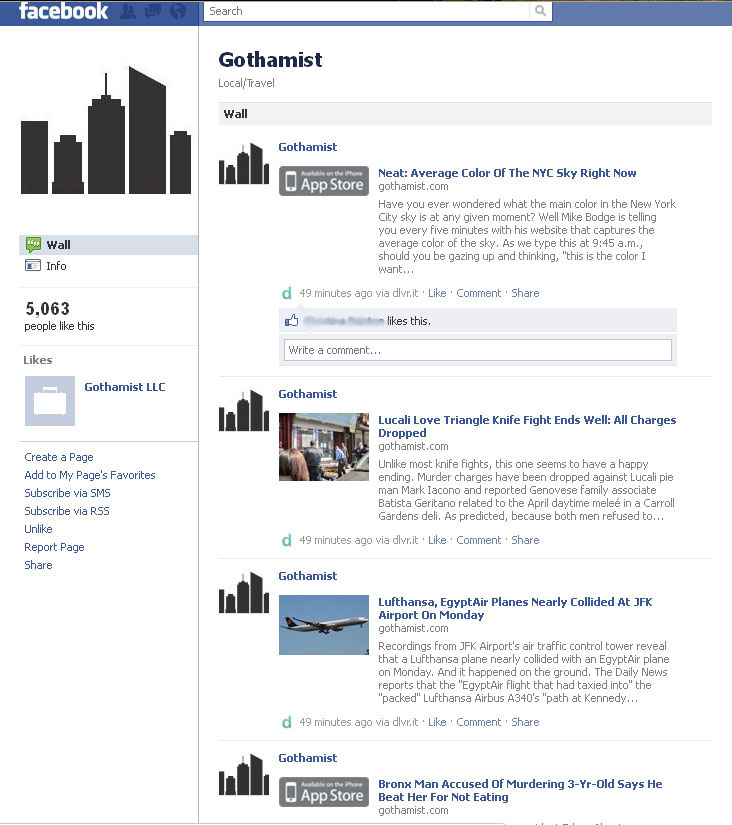 facebook
Search
Gothamist
Local/Travel
Wall
Wall
Info
5,063
people like this
Likes
Gothamist LLC
Create a Page
Add to My Page's Favorites
Subscribe via SMS
Subscribe via RSS
Unlike
Report Page
Share
Gothamist
Available on the iPhone
App Store
Neat: Average Color Of The NYC Sky Right Now
gothamist.com
Have you ever wondered what the main color in the New York
City sky is at any given moment? Well Mike Bodge is telling
you every five minutes with his website that captures the
average color of the sky. As we type this at 9:45 a.m.,
should you be gazing up and thinking, "this is the color I
want...
d 49 minutes ago via dlvr.it · Like · Comment · Share
likes this.
Write a comment...
Gothamist
Lucali Love Triangle Knife Fight Ends Well: All Charges
Dropped
gothamist.com
Unlike most knife fights, this one seems to have a happy
ending. Murder charges have been dropped against Lucali pie
man Mark Iacono and reported Genovese family associate
Batista Geritano related to the April daytime meleé in a Carroll
Gardens deli. As predicted, because both men refused to...
d 49 minutes ago via dlvr.it · Like · Comment · Share
Gothamist
Lufthansa, EgyptAir Planes Nearly Collided At JFK
Airport On Monday
gothamist.com
Recordings from JFK Airport's air traffic control tower reveal
that a Lufthansa plane nearly collided with an EgyptAir plane
on Monday. And it happened on the ground. The Daily News
reports that the "EgyptAir flight that had taxied into" the
"packed" Lufthansa Airbus A340's "path at Kennedy...
d 49 minutes ago via dlvr.it · Like · Comment · Share
Gothamist
Available on the iPhone
App Store
Bronx Man Accused Of Murdering 3-Yr-Old Says He
Beat Her For Not Eating
gothamist.com